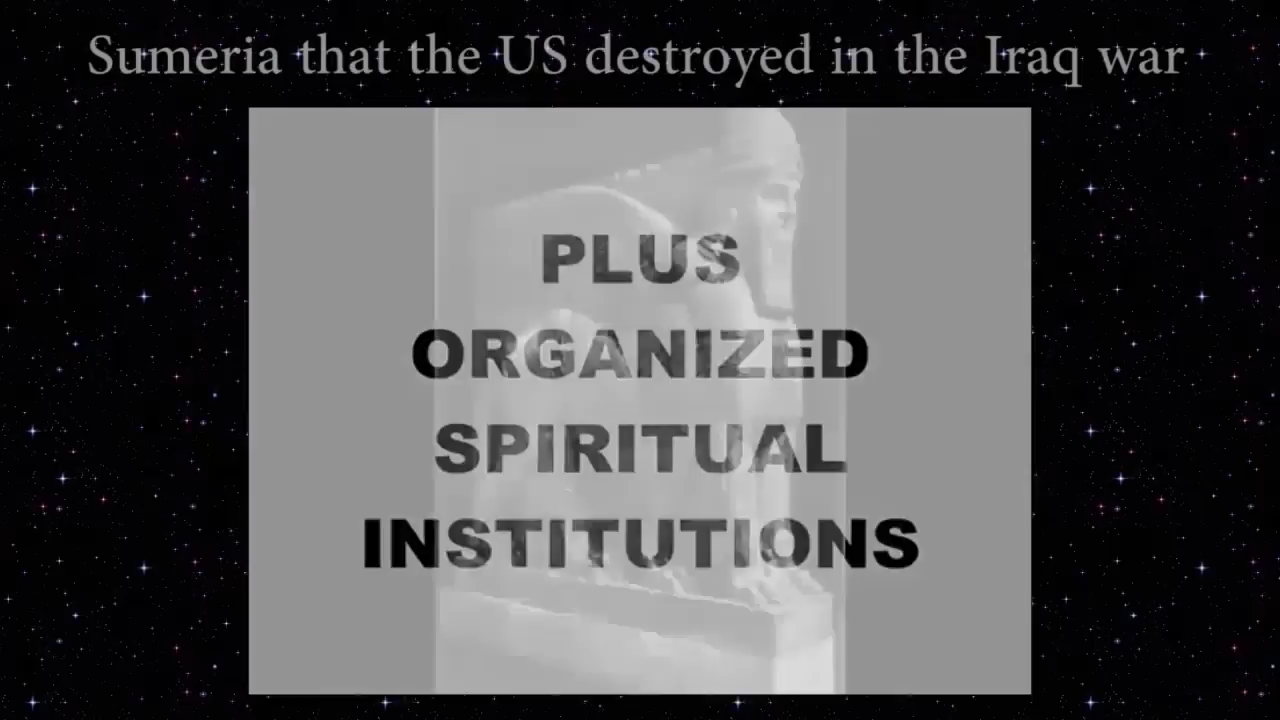 Sumeria that the US destroyed in the Iraq war
PLUS
ORGANIZED
SPIRITUAL
INSTITUTIONS